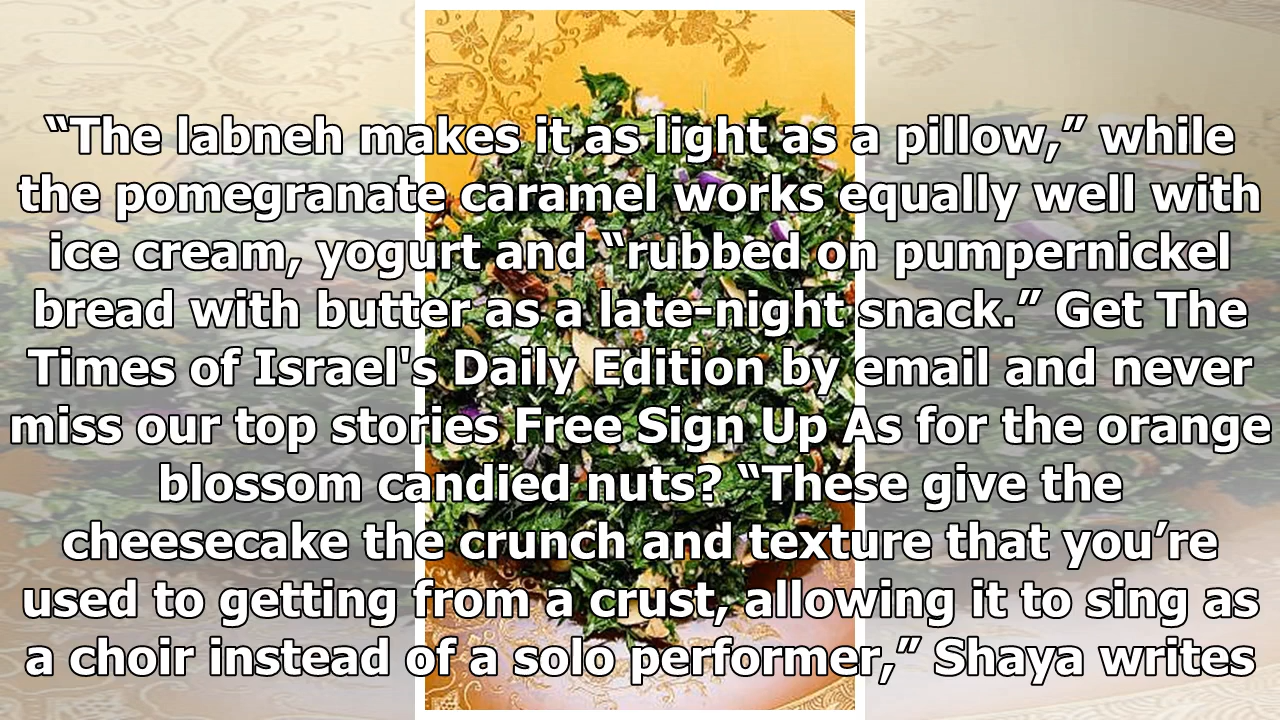 “The labneh makes it as light as a pillow,” while
the pomegranate caramel works equally well with
ice cream, yogurt and “rubbed on pumpernickel
bread with butter as a late-night snack.” Get The
Times of Israel's Daily Edition by email and never
miss our top stories Free Sign Up As for the orange
blossom candied nuts? “These give the
cheesecake the crunch and texture that you’re
used to getting from a crust, allowing it to sing as
a choir instead of a solo performer,” Shaya writes